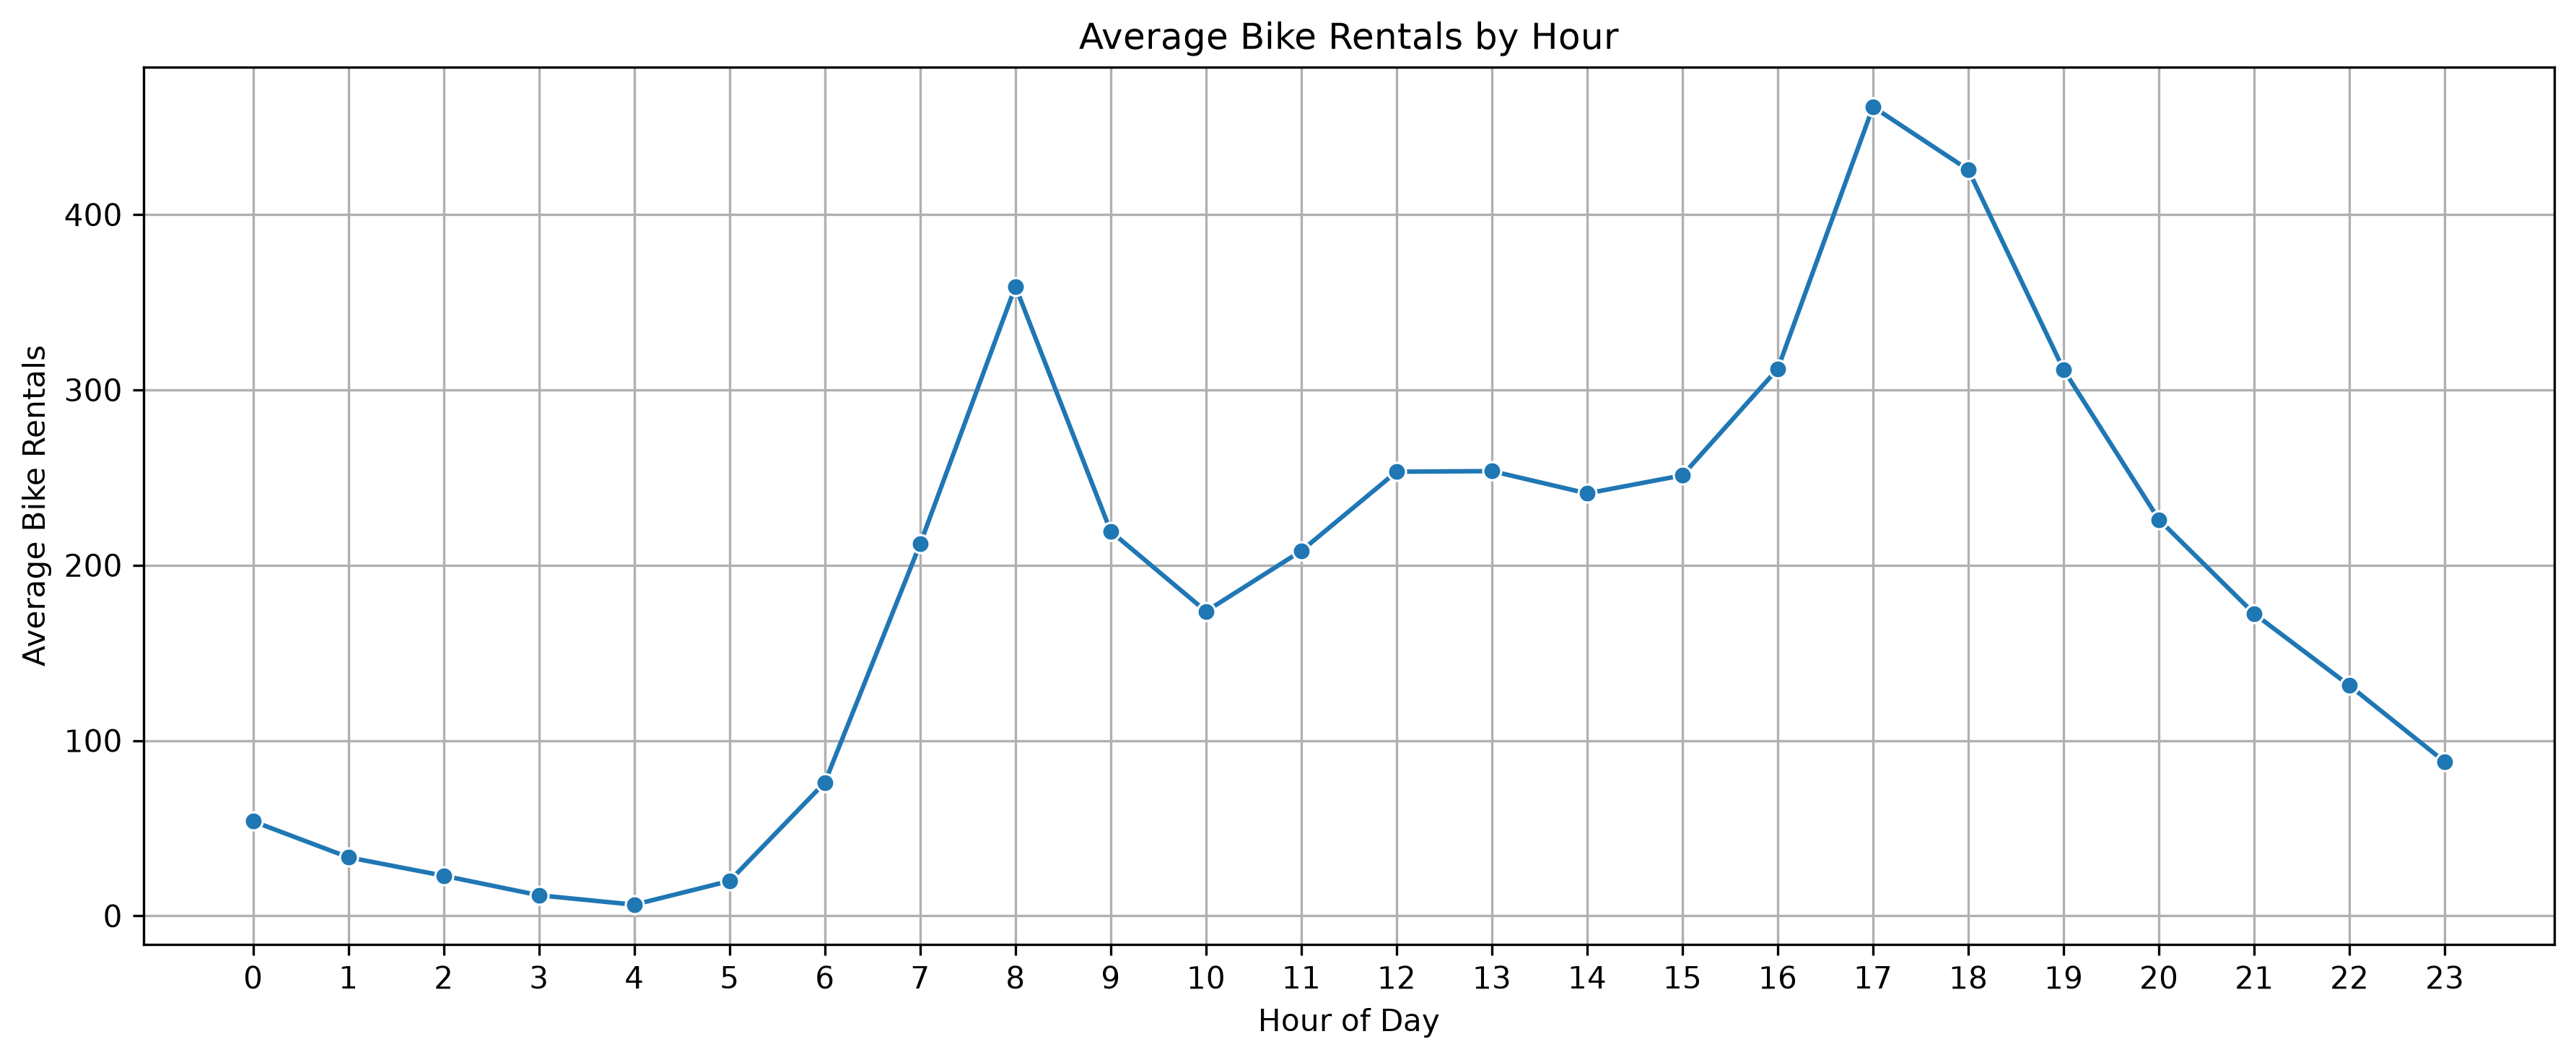 Average Bike Rentals by Hour
Average Bike Rentals
400
300
200
100
0
0 1 2 3 4 5 6 7 8 9 10 11 12 13 14 15 16 17 18 19 20 21 22 23
Hour of Day